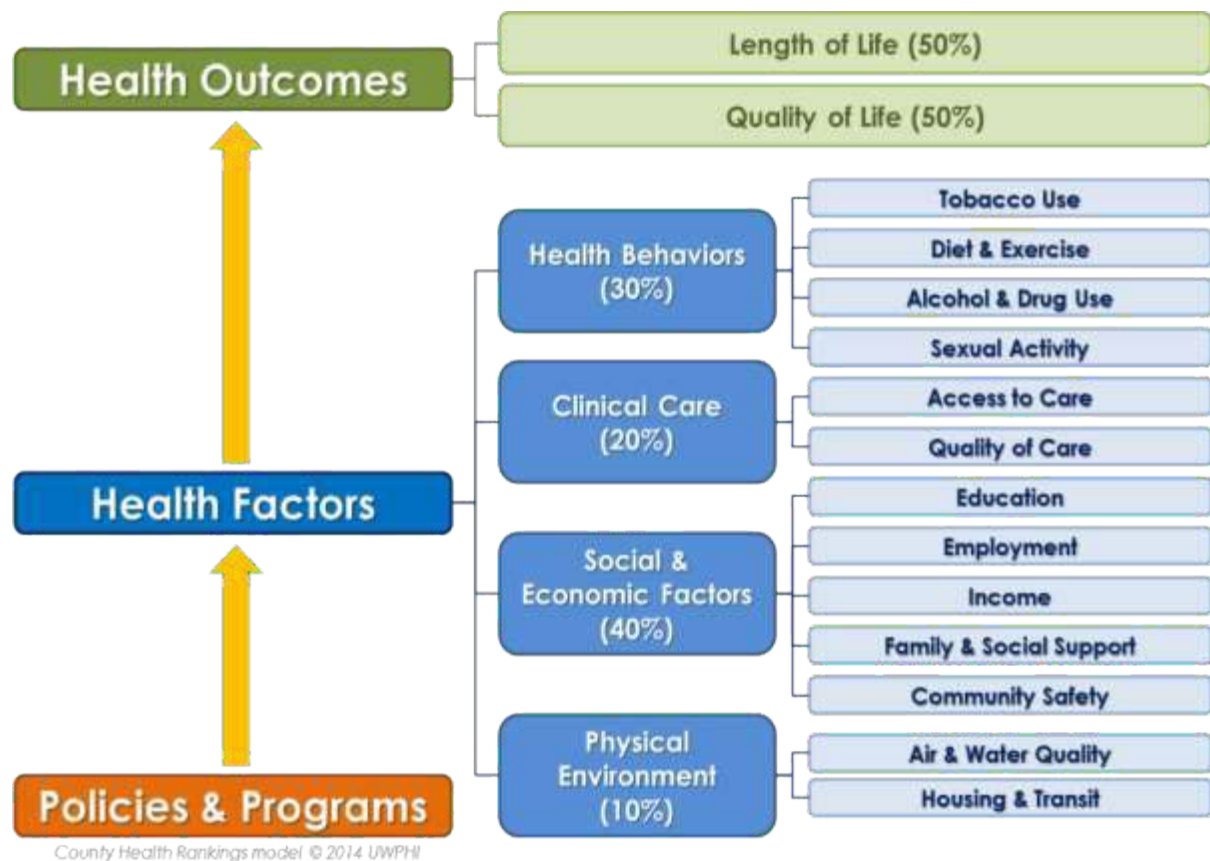 Health Outcomes
Length of Life (50%)
Quality of Life (50%)
Health Factors
Health Behaviors
(30%)
Tobacco Use
Diet & Exercise
Alcohol & Drug Use
Sexual Activity
Clinical Care
(20%)
Access to Care
Quality of Care
Social &
Economic Factors
(40%)
Education
Employment
Income
Family & Social Support
Community Safety
Physical
Environment
(10%)
Air & Water Quality
Housing & Transit
Policies & Programs
County Health Rankings model © 2014 UWPHI